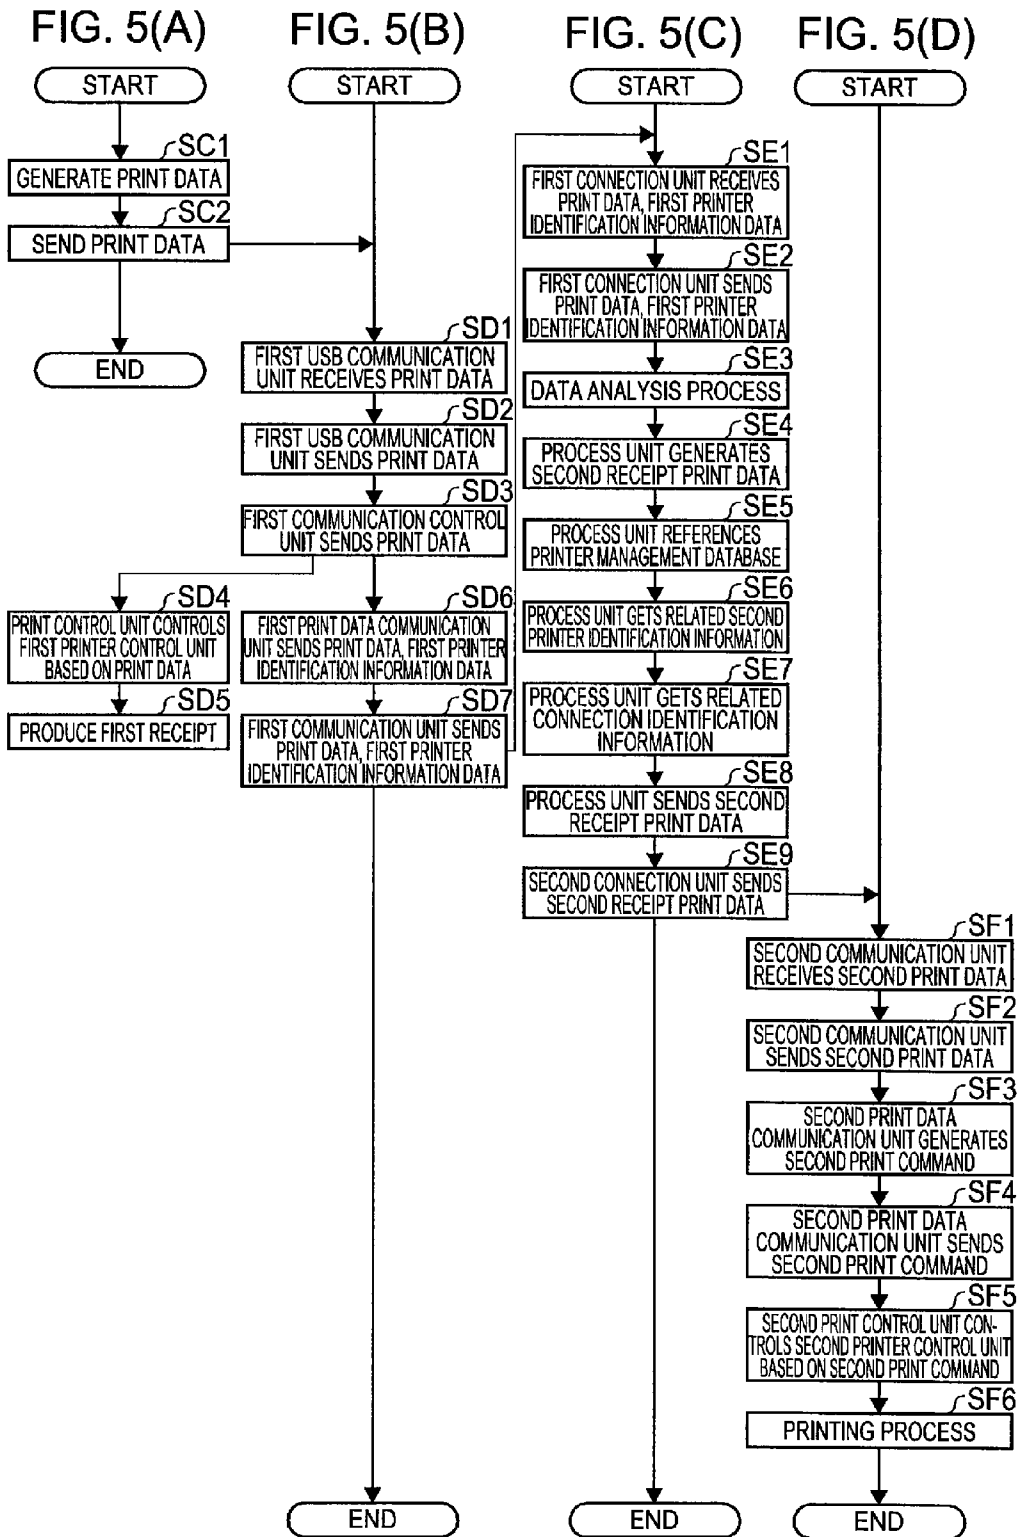 FIG. 5(A)
START
SC1
GENERATE PRINT DATA
SC2
SEND PRINT DATA
END
FIG. 5(B)
START
SD1
FIRST USB COMMUNICATION
UNIT RECEIVES PRINT DATA
SD2
FIRST USB COMMUNICATION
UNIT SENDS PRINT DATA
SD3
FIRST COMMUNICATION CONTROL
UNIT SENDS PRINT DATA
SD4
PRINT CONTROL UNIT CONTROLS
FIRST PRINTER CONTROL UNIT
BASED ON PRINT DATA
SD5
PRODUCE FIRST RECEIPT
SD6
FIRST PRINT DATA COMMUNICATION
UNIT SENDS PRINT DATA, FIRST PRINTER
IDENTIFICATION INFORMATION DATA
SD7
FIRST COMMUNICATION UNIT SENDS
PRINT DATA, FIRST PRINTER
IDENTIFICATION INFORMATION DATA
END
FIG. 5(C)
START
SE1
FIRST CONNECTION UNIT RECEIVES
PRINT DATA, FIRST PRINTER
IDENTIFICATION INFORMATION DATA
SE2
FIRST CONNECTION UNIT SENDS
PRINT DATA, FIRST PRINTER
IDENTIFICATION INFORMATION DATA
SE3
DATA ANALYSIS PROCESS
SE4
PROCESS UNIT GENERATES
SECOND RECEIPT PRINT DATA
SE5
PROCESS UNIT REFERENCES
PRINTER MANAGEMENT DATABASE
SE6
PROCESS UNIT GETS RELATED SECOND
PRINTER IDENTIFICATION INFORMATION
SE7
PROCESS UNIT GETS RELATED
CONNECTION IDENTIFICATION
INFORMATION
SE8
PROCESS UNIT SENDS SECOND
RECEIPT PRINT DATA
SE9
SECOND CONNECTION UNIT SENDS
SECOND RECEIPT PRINT DATA
END
FIG. 5(D)
START
SF1
SECOND COMMUNICATION UNIT
RECEIVES SECOND PRINT DATA
SF2
SECOND COMMUNICATION UNIT
SENDS SECOND PRINT DATA
SF3
SECOND PRINT DATA
COMMUNICATION UNIT GENERATES
SECOND PRINT COMMAND
SF4
SECOND PRINT DATA
COMMUNICATION UNIT SENDS
SECOND PRINT COMMAND
SF5
SECOND PRINT CONTROL UNIT CON-
TROLS SECOND PRINTER CONTROL UNIT
BASED ON SECOND PRINT COMMAND
SF6
PRINTING PROCESS
END